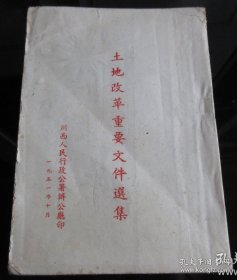 土地改革重要文件選集
川西人民行政公署辦公廳印
一九五一年十月